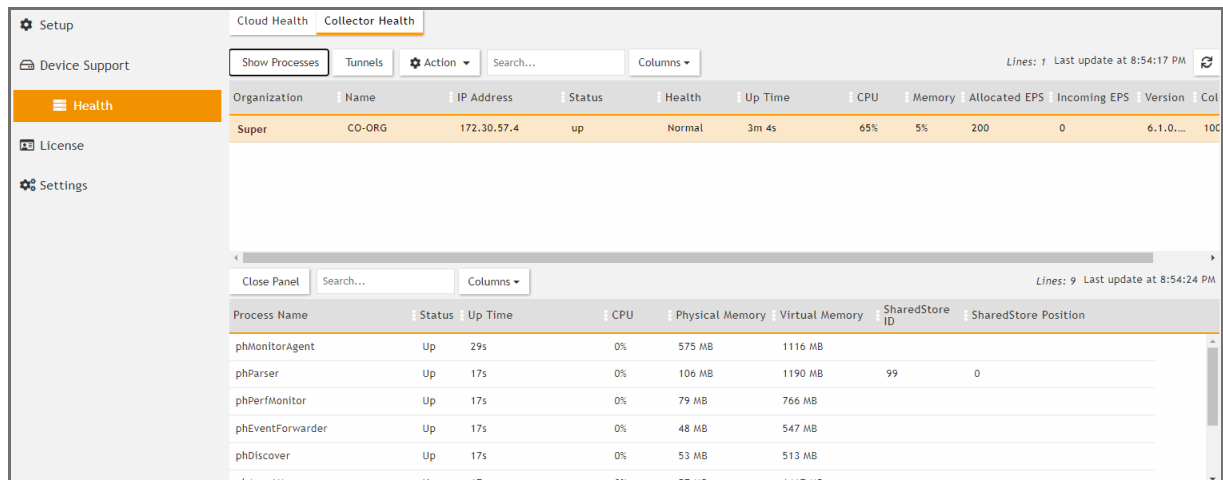 Setup
Device Support
Health
License
Settings
Cloud Health Collector Health
Show Processes Tunnels Action Search... Columns Lines: 1 Last update at 8:54:17 PM
Organization Name IP Address Status Health Up Time CPU Memory Allocated EPS Incoming EPS Version Col
Super CO-ORG 172.30.57.4 up Normal 3m 4s 65% 5% 200 0 6.1.0.... 100
Close Panel Search... Columns Lines: 9 Last update at 8:54:24 PM
Process Name Status Up Time CPU Physical Memory Virtual Memory SharedStore ID SharedStore Position
phMonitorAgent Up 29s 0% 575 MB 1116 MB
phParser Up 17s 0% 106 MB 1190 MB 99 0
phPerfMonitor Up 17s 0% 79 MB 766 MB
phEventForwarder Up 17s 0% 48 MB 547 MB
phDiscover Up 17s 0% 53 MB 513 MB